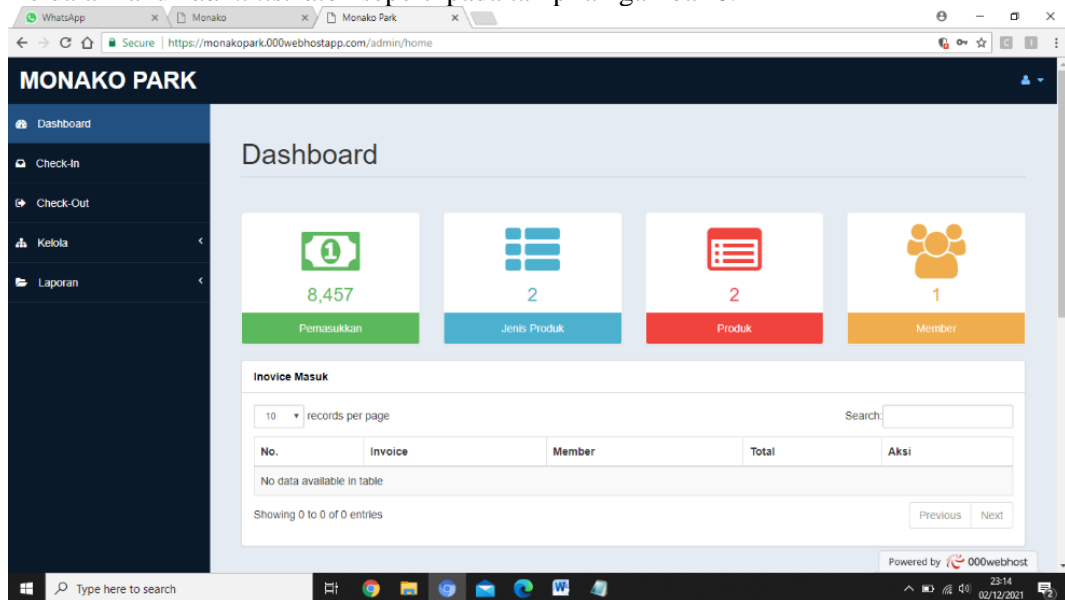 WhatsApp Monako Monako Park
Secure https://monakopark.000webhostapp.com/admin/home
MONAKO PARK
Dashboard
Check-In
Check-Out
Kelola
Laporan
Dashboard
8,457 2 2 1
Pemasukkan Jenis Produk Produk Member
Inovice Masuk
10 records per page Search:
No. Invoice Member Total Aksi
No data available in table
Showing 0 to 0 of 0 entries Previous Next
Powered by 000webhost
Type here to search
23:14
02/12/2021